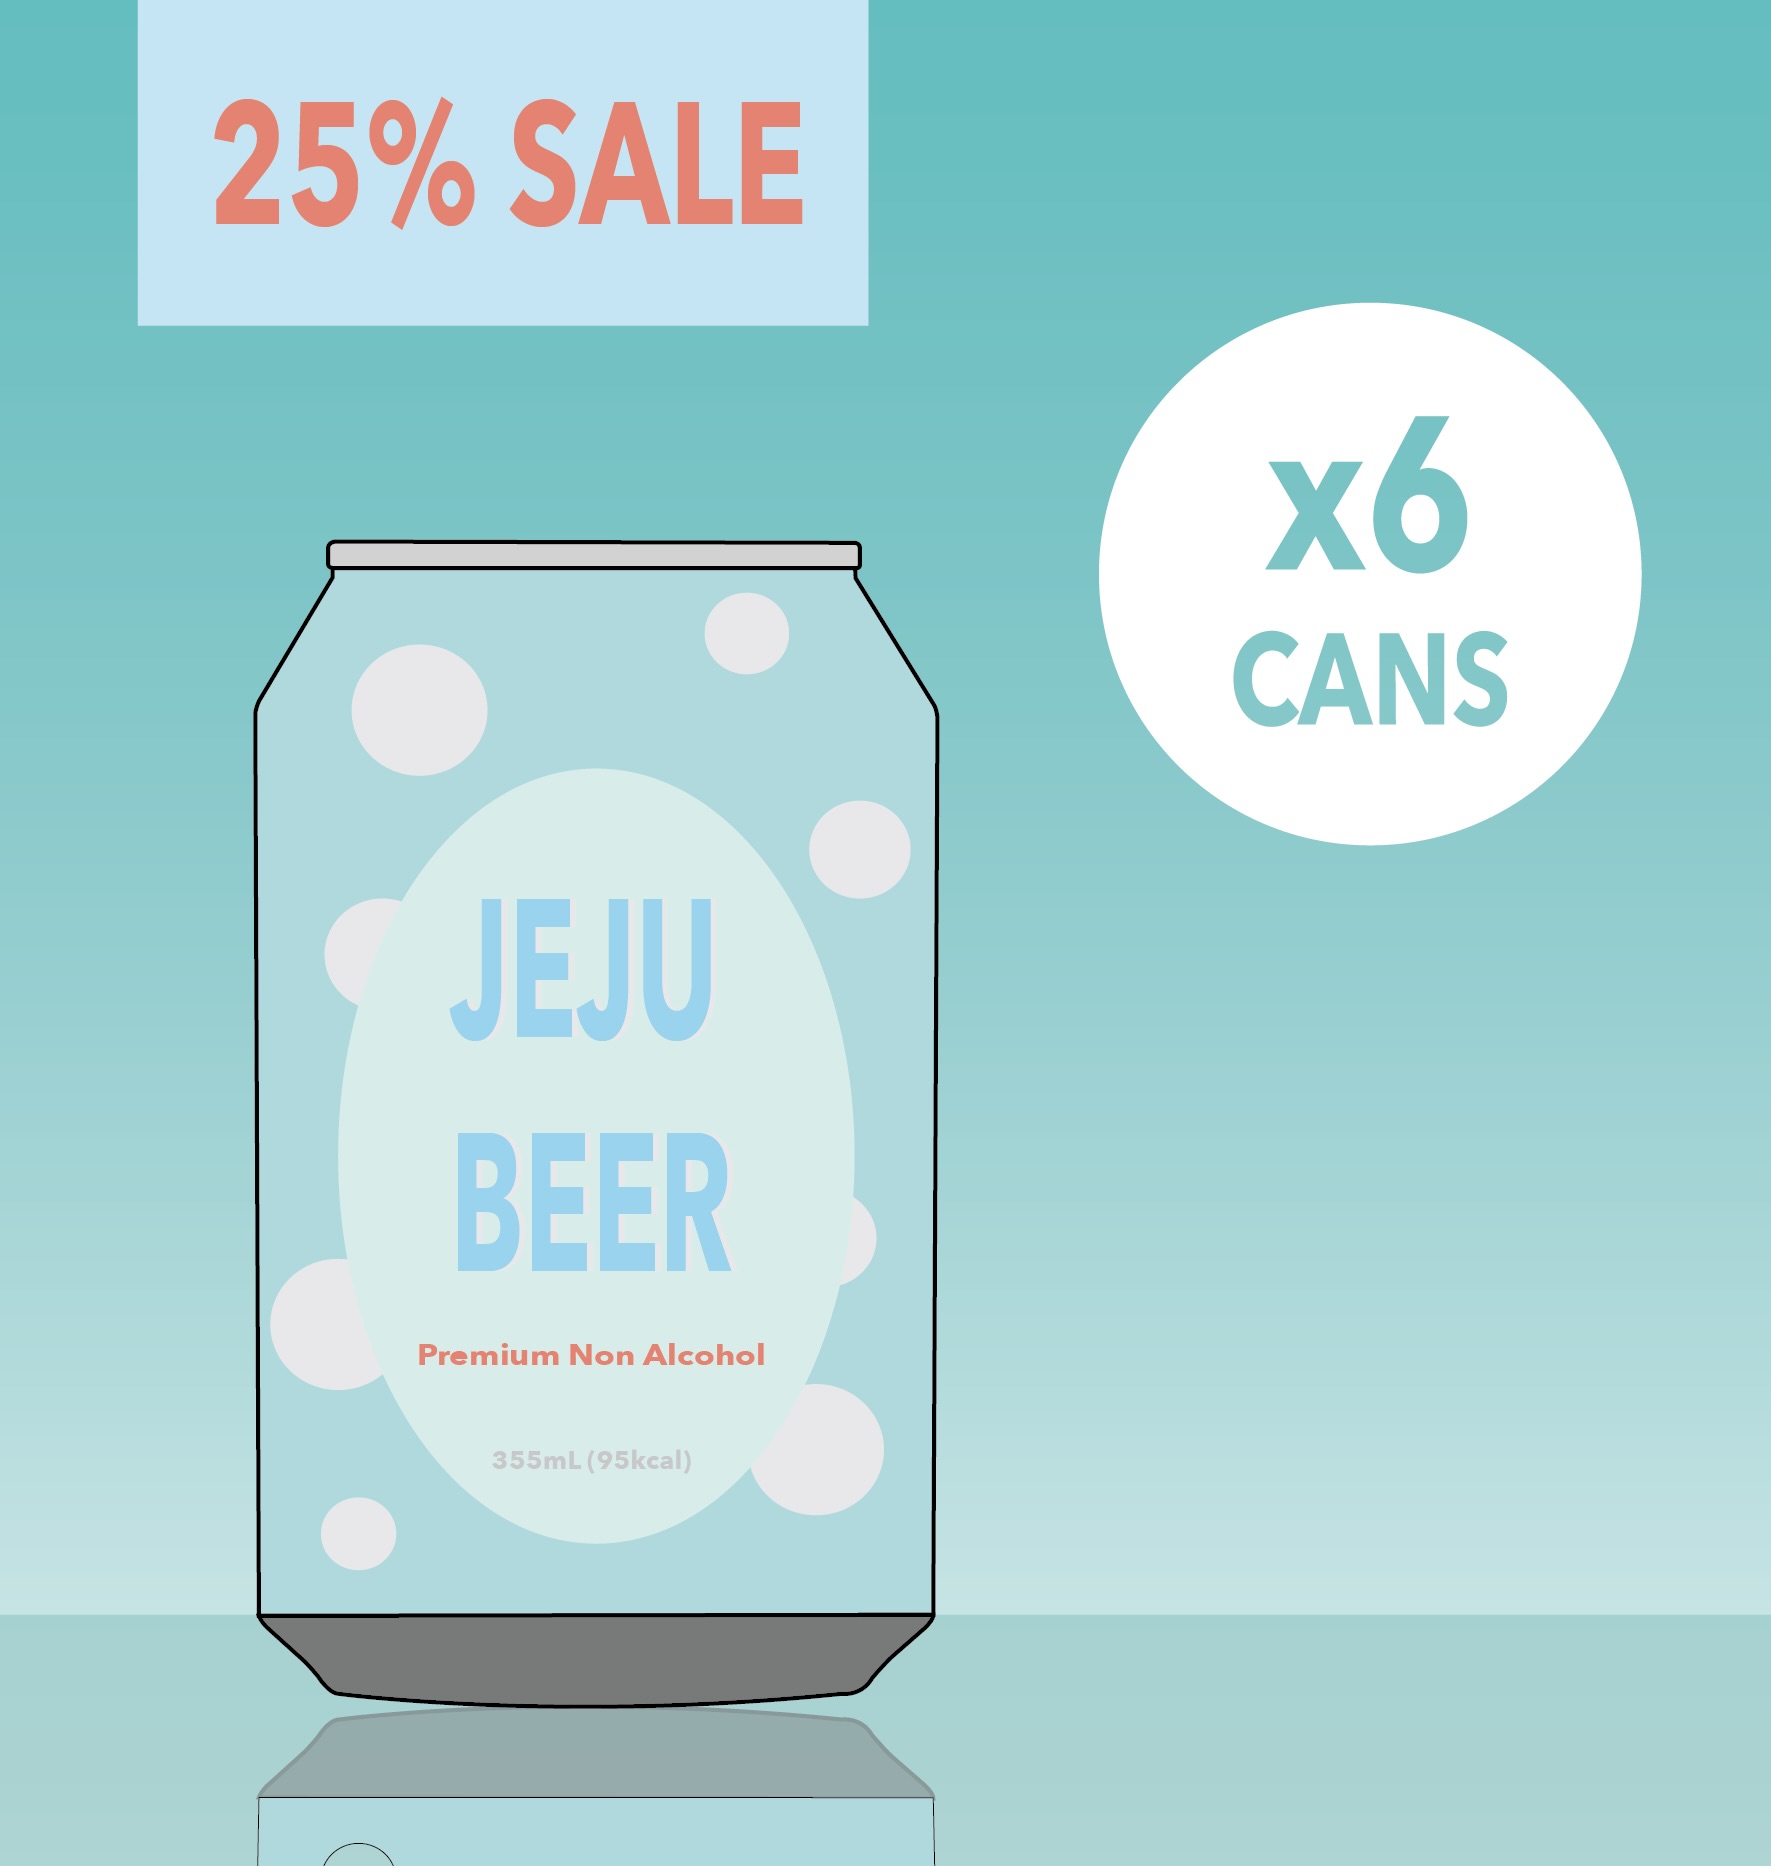 25% SALE
x6
CANS
JEJU
BEER
Premium Non Alcohol
355mL (95kcal)